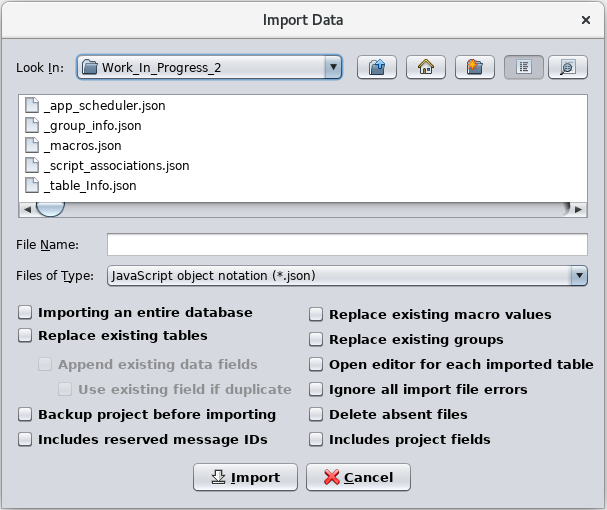 Import Data
Look In: Work_In_Progress_2
_app_scheduler.json
_group_info.json
_macros.json
_script_associations.json
_table_Info.json
File Name:
Files of Type: JavaScript object notation (*.json)
Importing an entire database
Replace existing tables
Append existing data fields
Use existing field if duplicate
Backup project before importing
Includes reserved message IDs
Replace existing macro values
Replace existing groups
Open editor for each imported table
Ignore all import file errors
Delete absent files
Includes project fields
Import Cancel